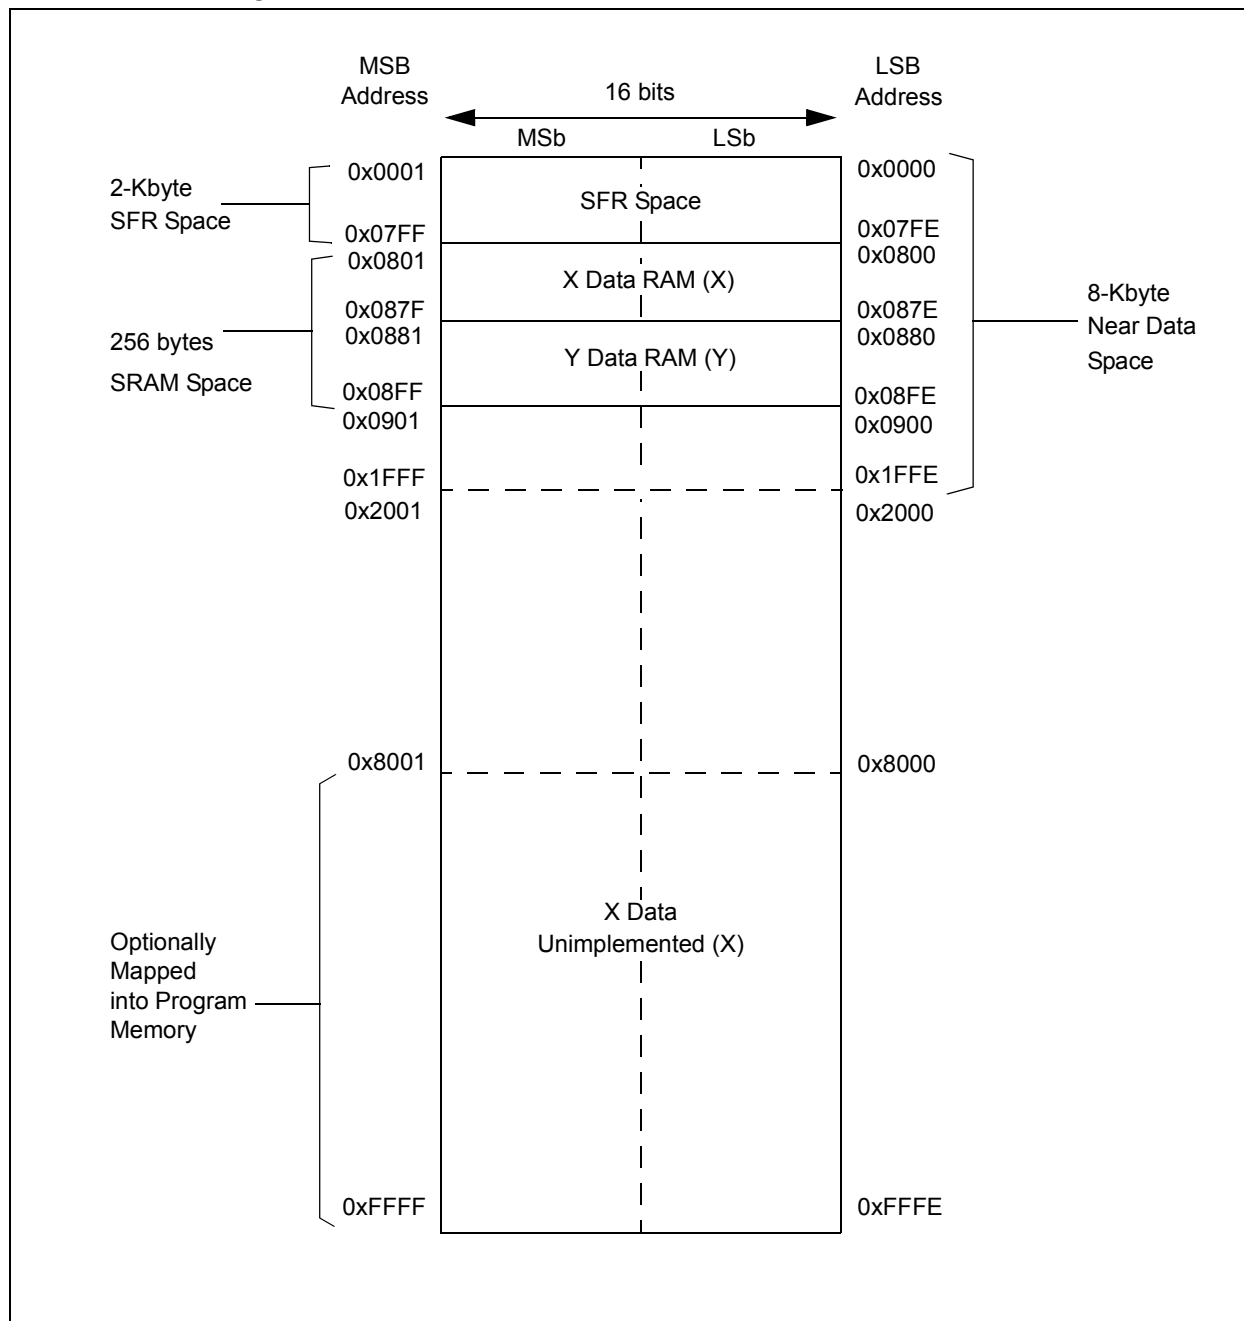 MSB
Address
16 bits
LSB
Address
MSb
LSb
0x0001
0x0000
2-Kbyte
SFR Space
SFR Space
0x07FF
0x07FE
0x0801
0x0800
X Data RAM (X)
0x087F
0x087E
0x0881
0x0880
256 bytes
SRAM Space
8-Kbyte
Near Data
Space
Y Data RAM (Y)
0x08FF
0x08FE
0x0901
0x0900
0x1FFF
0x1FFE
0x2001
0x2000
0x8001
0x8000
X Data
Unimplemented (X)
Optionally
Mapped
into Program
Memory
0xFFFF
0xFFFE